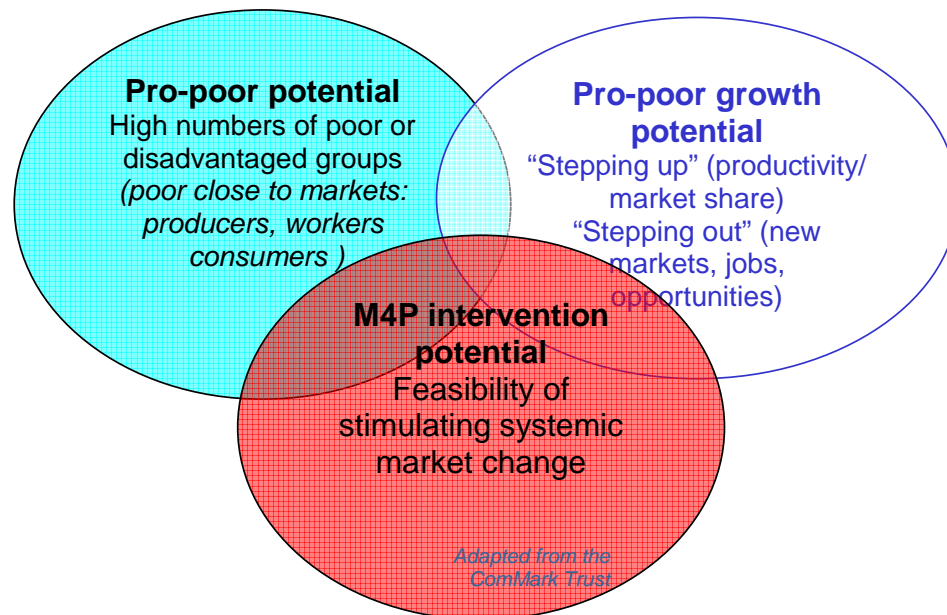 Pro-poor potential
High numbers of poor or
disadvantaged groups
(poor close to markets:
producers, workers
consumers )
Pro-poor growth
potential
“Stepping up” (productivity/
market share)
“Stepping out” (new
markets, jobs,
opportunities)
M4P intervention
potential
Feasibility of
stimulating systemic
market change
Adapted from the
ComMark Trust